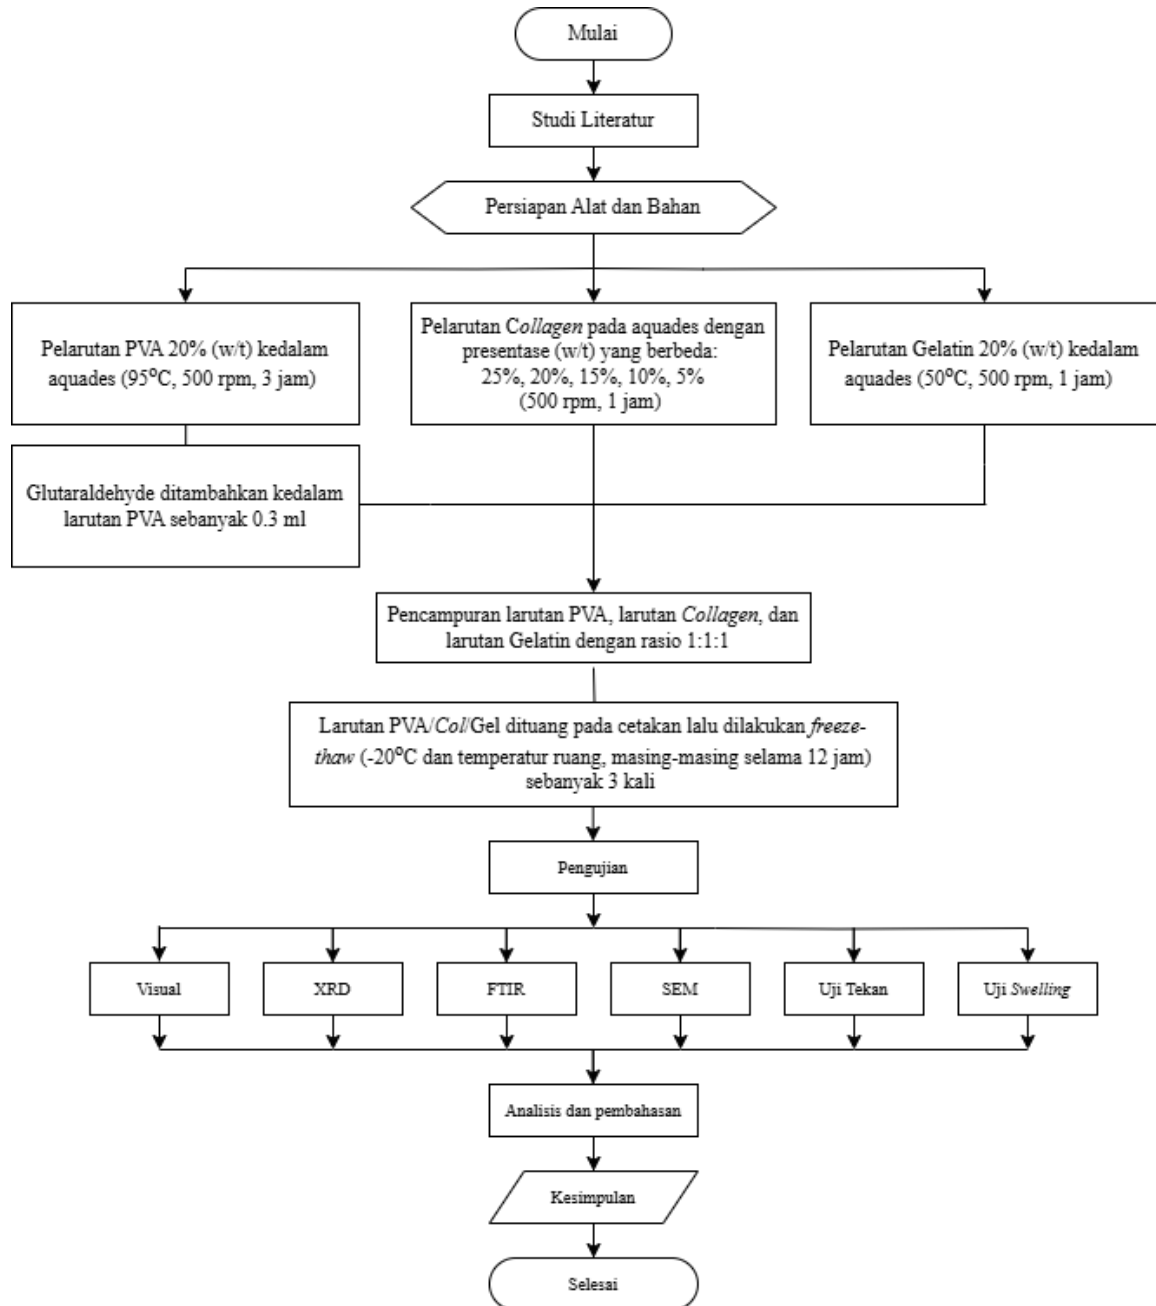 Mulai
Studi Literatur
Persiapan Alat dan Bahan
Pelarutan PVA 20% (w/t) kedalam
aquades (95°C, 500 rpm, 3 jam)
Pelarutan Collagen pada aquades dengan
presentase (w/t) yang berbeda:
25%, 20%, 15%, 10%, 5%
(500 rpm, 1 jam)
Pelarutan Gelatin 20% (w/t) kedalam
aquades (50°C, 500 rpm, 1 jam)
Glutaraldehyde ditambahkan kedalam
larutan PVA sebanyak 0.3 ml
Pencampuran larutan PVA, larutan Collagen, dan
larutan Gelatin dengan rasio 1:1:1
Larutan PVA/Col/Gel dituang pada cetakan lalu dilakukan freeze-
thaw (-20°C dan temperatur ruang, masing-masing selama 12 jam)
sebanyak 3 kali
Pengujian
Visual
XRD
FTIR
SEM
Uji Tekan
Uji Swelling
Analisis dan pembahasan
Kesimpulan
Selesai